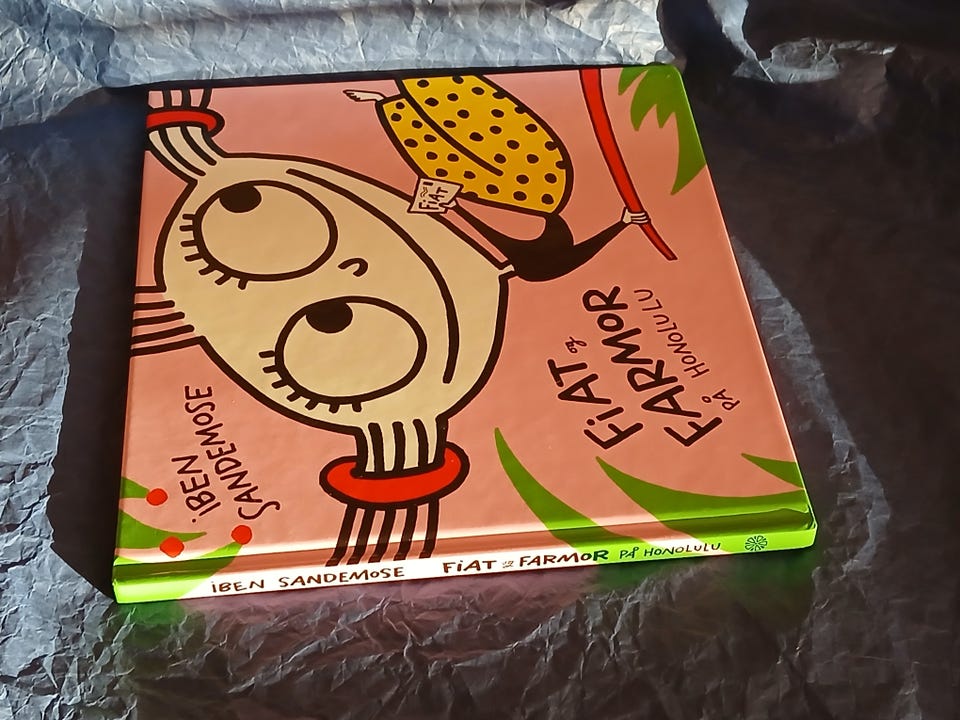 iBEN
SANDEMOSE
FiAT
FiAT og
FARMOR
PÅ HONOLULU
iBEN SANDEMOSE FiAT og FARMOR PÅ HONOLULU